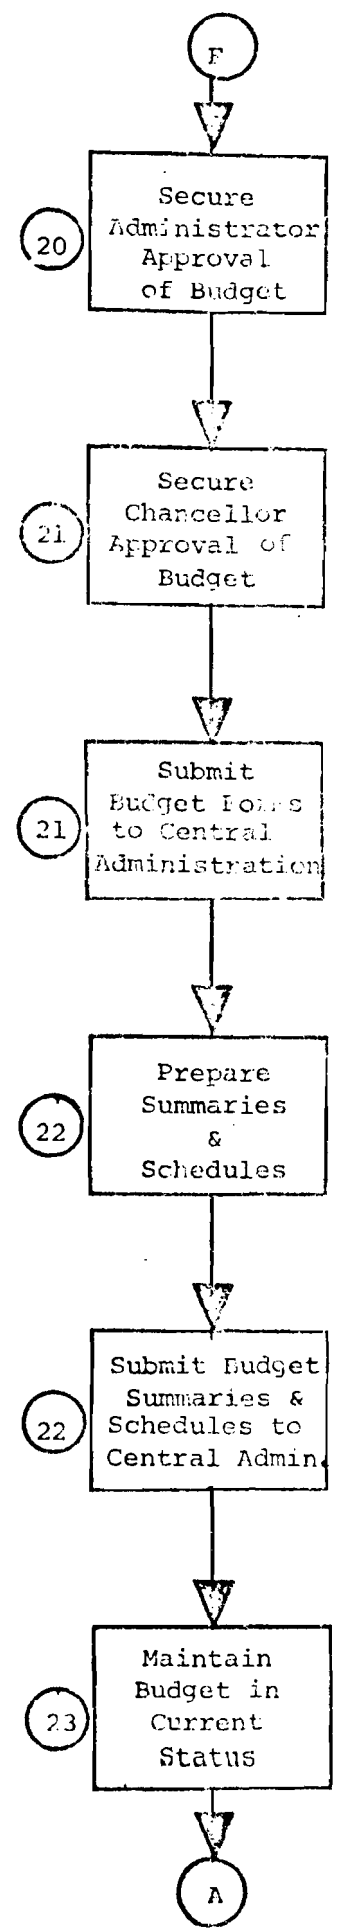 F
Secure
Administrator
Approval
of Budget
20
Secure
Chancellor
Approval of
Budget
21
Submit
Budget Forms
to Central
Administration
21
Prepare
Summaries
&
Schedules
22
Submit Budget
Summaries &
Schedules to
Central Admin.
22
Maintain
Budget in
Current
Status
23
A